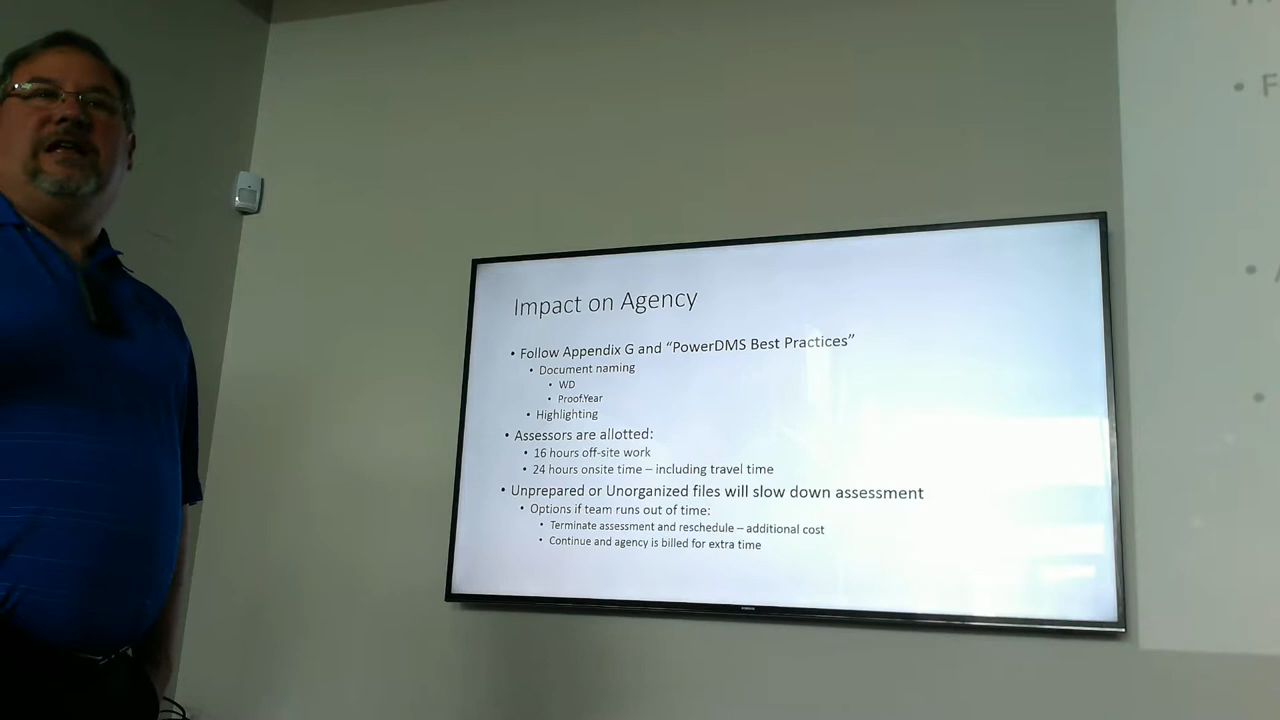 Impact on Agency
• Follow Appendix G and “PowerDMS Best Practices”
• Document naming
• WD
• Proof.Year
• Highlighting
• Assessors are allotted:
• 16 hours off-site work
• 24 hours onsite time – including travel time
• Unprepared or Unorganized files will slow down assessment
• Options if team runs out of time:
• Terminate assessment and reschedule – additional cost
• Continue and agency is billed for extra time